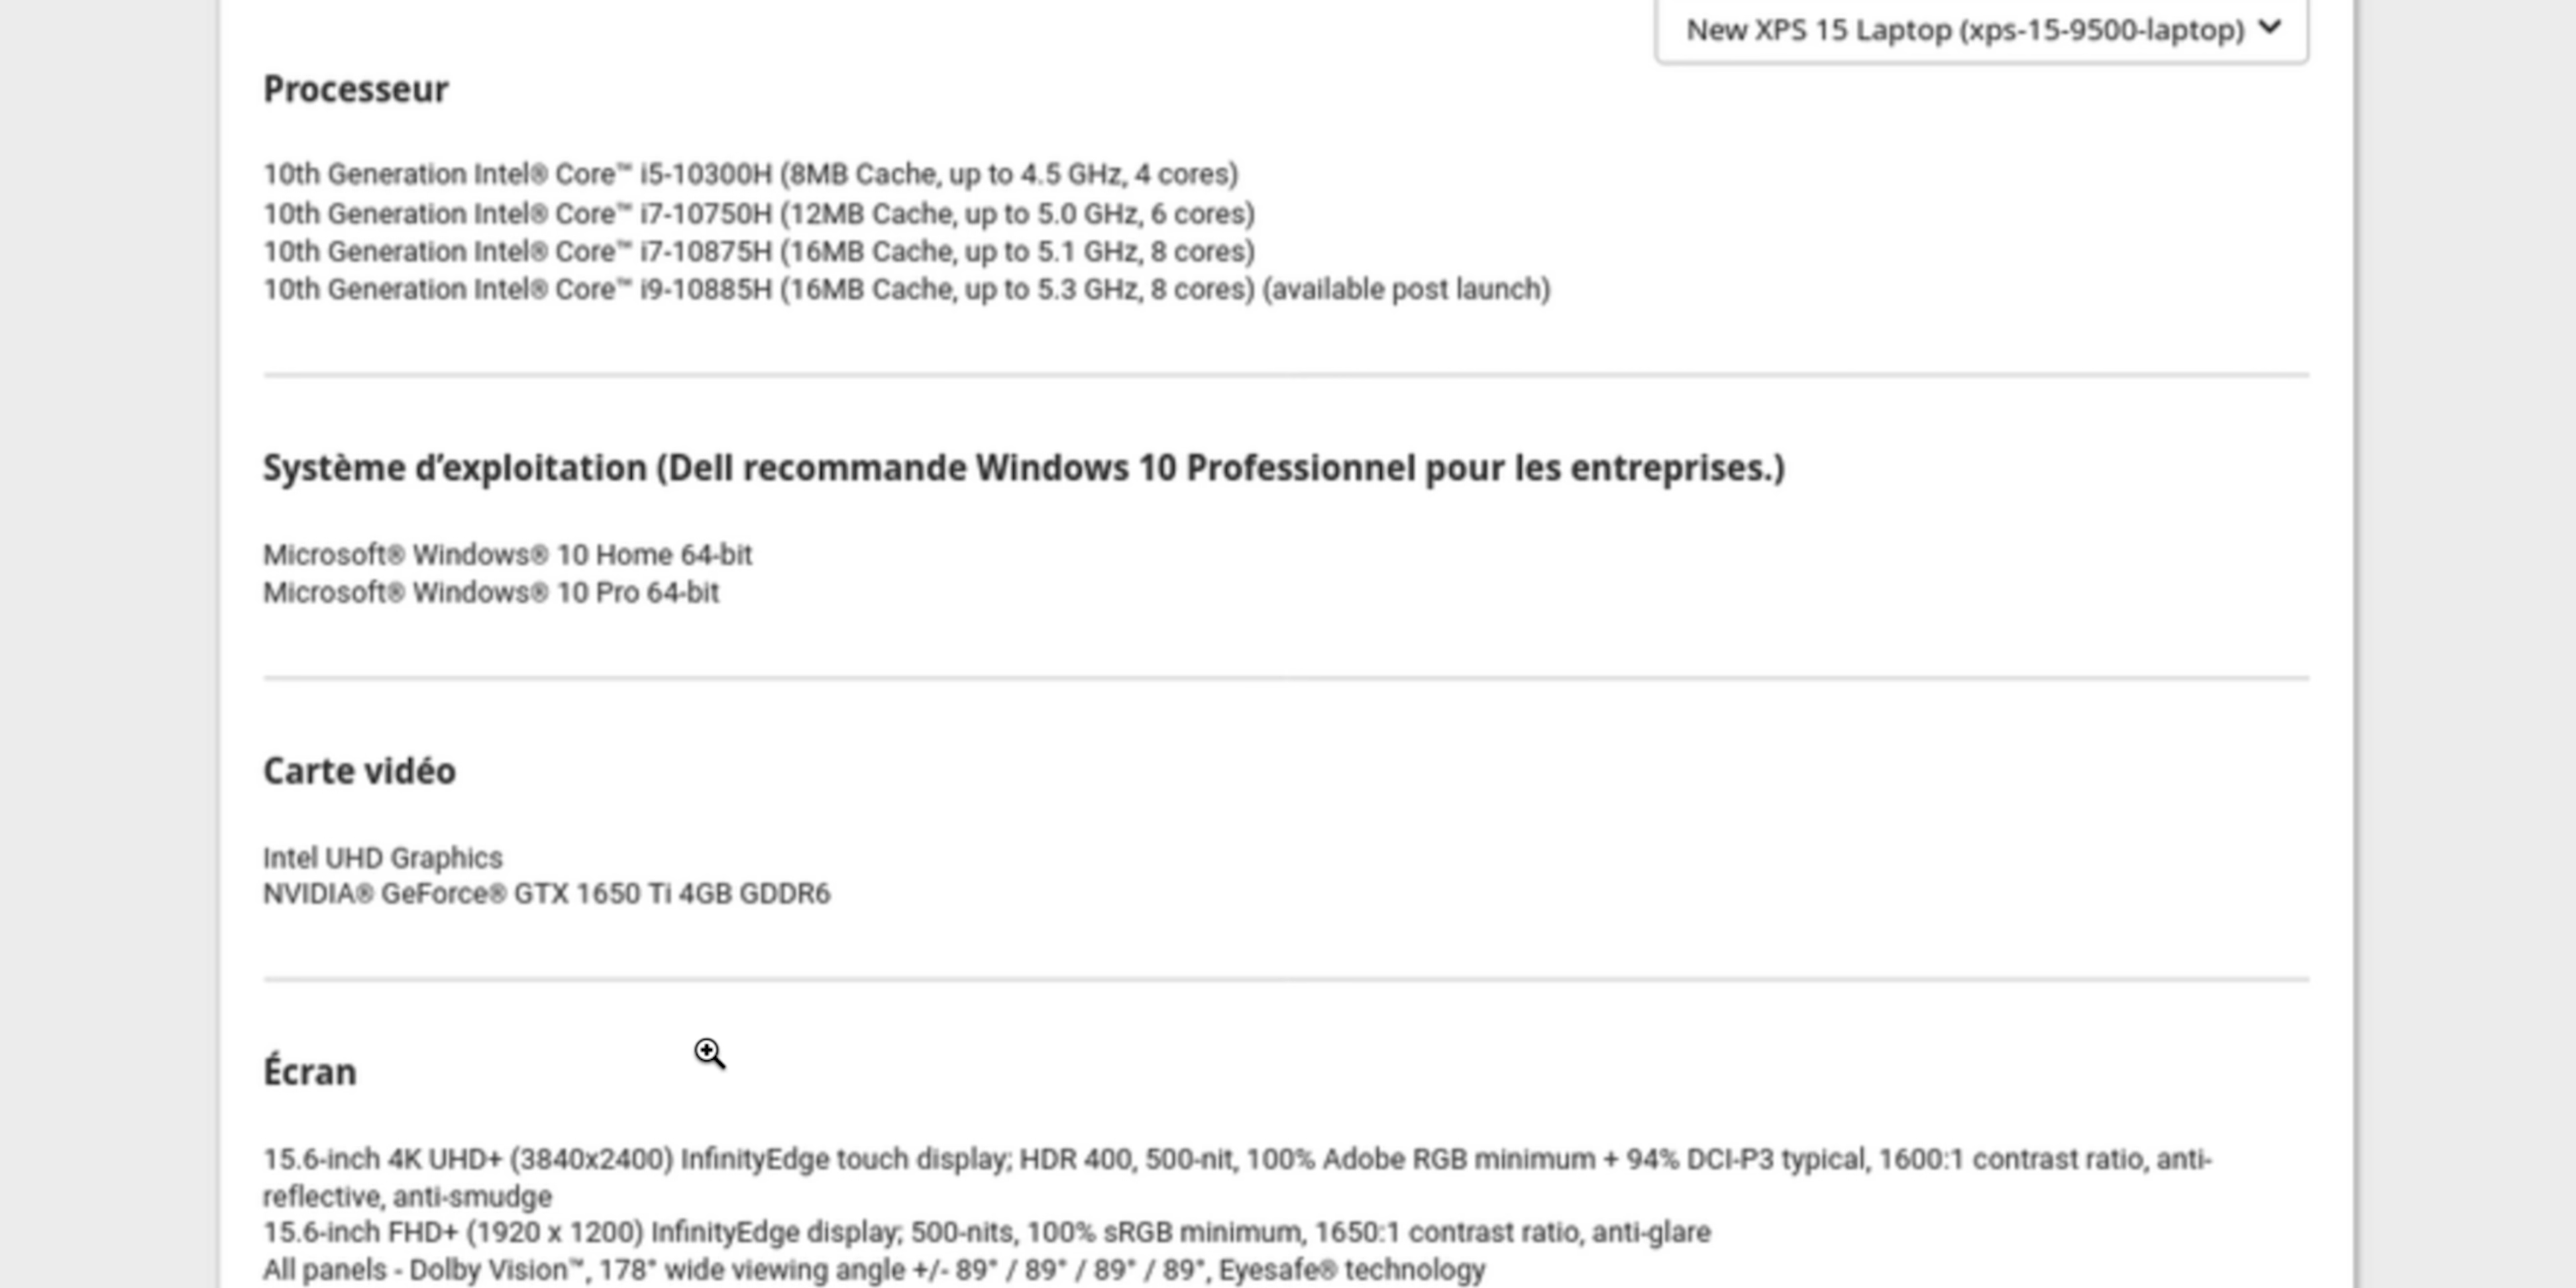 New XPS 15 Laptop (xps-15-9500-laptop)
Processeur
10th Generation Intel® Core™ i5-10300H (8MB Cache, up to 4.5 GHz, 4 cores)
10th Generation Intel® Core™ i7-10750H (12MB Cache, up to 5.0 GHz, 6 cores)
10th Generation Intel® Core™ i7-10875H (16MB Cache, up to 5.1 GHz, 8 cores)
10th Generation Intel® Core™ i9-10885H (16MB Cache, up to 5.3 GHz, 8 cores) (available post launch)
Système d’exploitation (Dell recommande Windows 10 Professionnel pour les entreprises.)
Microsoft® Windows® 10 Home 64-bit
Microsoft® Windows® 10 Pro 64-bit
Carte vidéo
Intel UHD Graphics
NVIDIA® GeForce® GTX 1650 Ti 4GB GDDR6
Écran
15.6-inch 4K UHD+ (3840x2400) InfinityEdge touch display; HDR 400, 500-nit, 100% Adobe RGB minimum + 94% DCI-P3 typical, 1600:1 contrast ratio, anti-
reflective, anti-smudge
15.6-inch FHD+ (1920 x 1200) InfinityEdge display; 500-nits, 100% sRGB minimum, 1650:1 contrast ratio, anti-glare
All panels - Dolby Vision™, 178° wide viewing angle +/- 89° / 89° / 89° / 89°, Eyesafe® technology